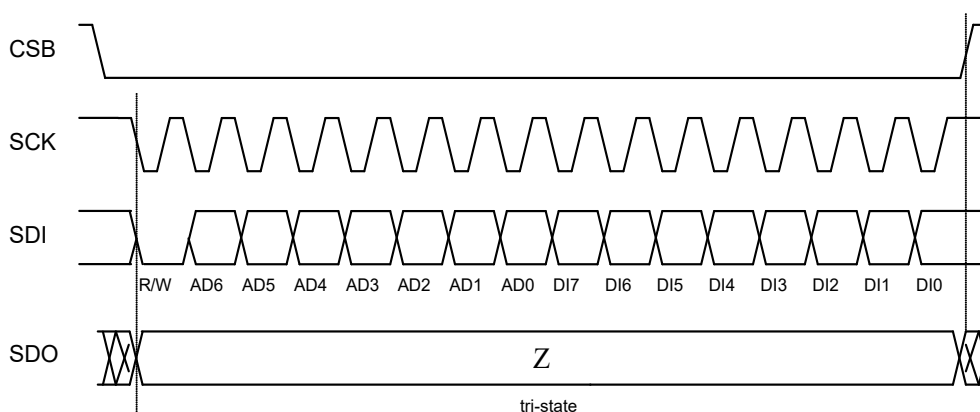 CSB
SCK
SDI
R/W AD6 AD5 AD4 AD3 AD2 AD1 AD0 DI7 DI6 DI5 DI4 DI3 DI2 DI1 DI0
SDO Z
tri-state